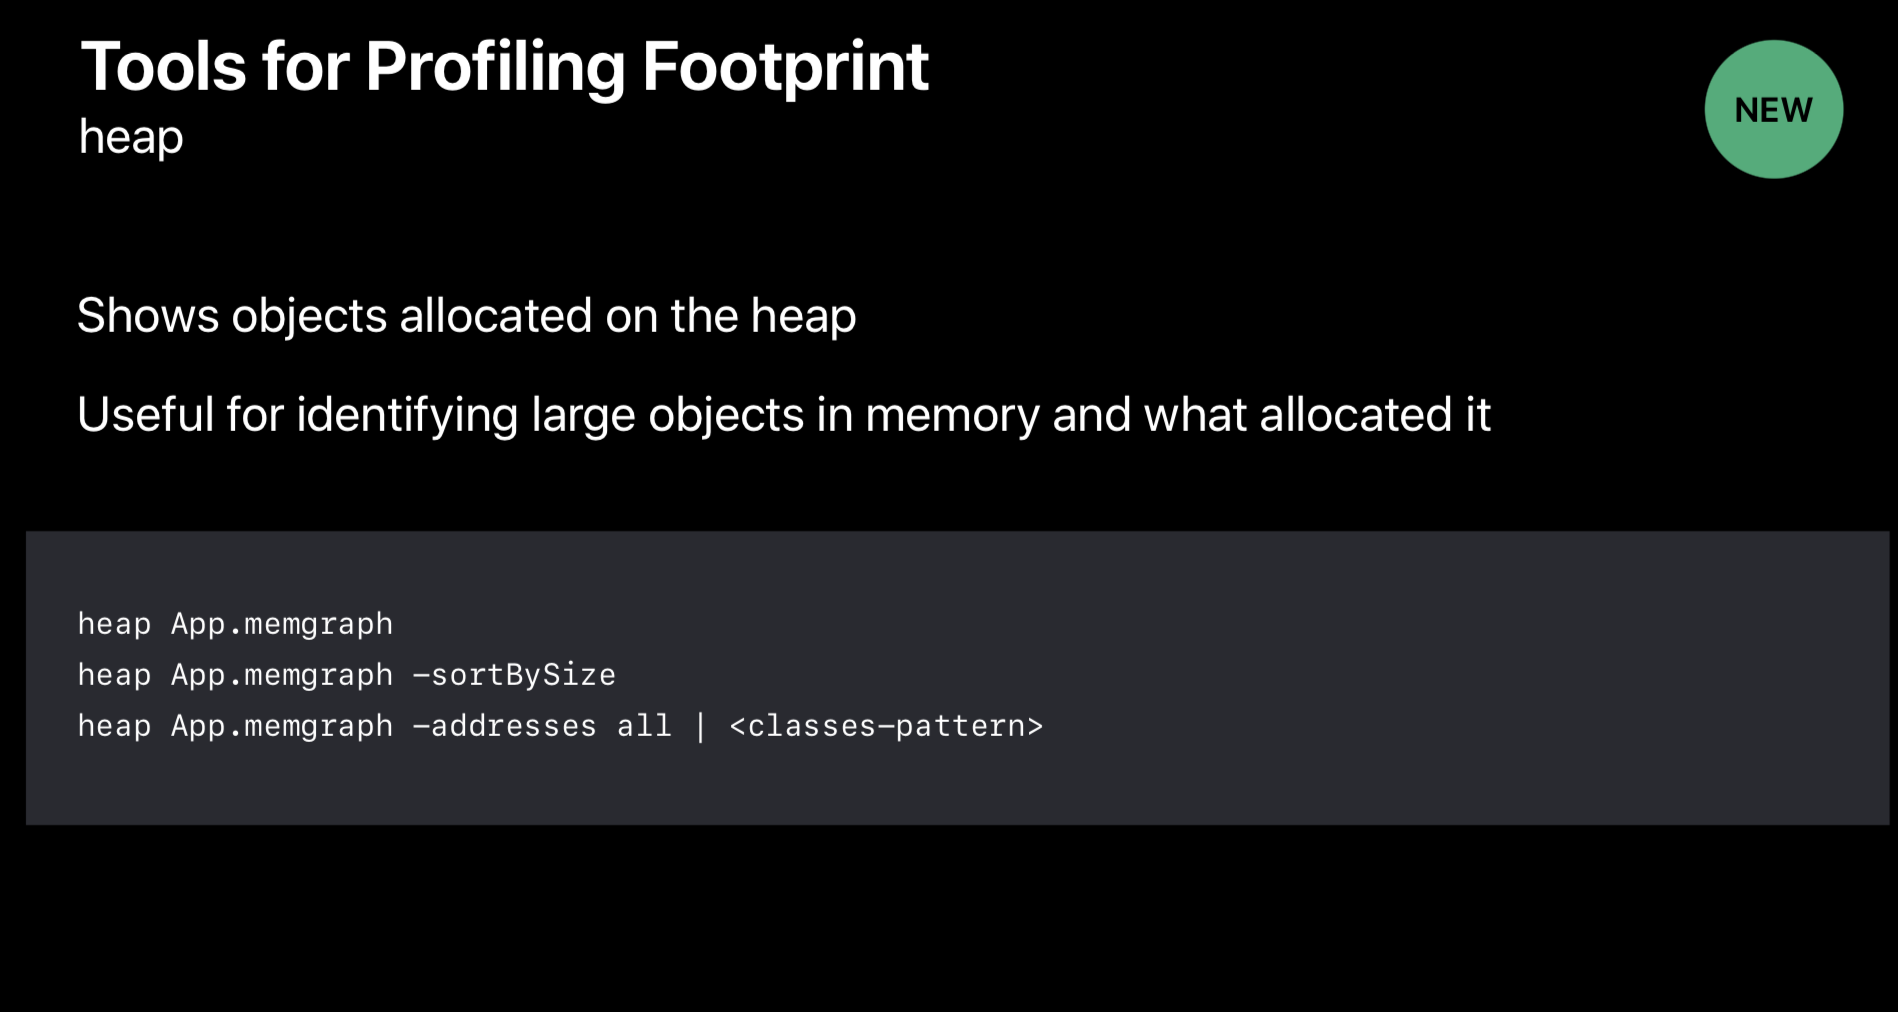 Tools for Profiling Footprint
heap
NEW
Shows objects allocated on the heap
Useful for identifying large objects in memory and what allocated it
heap App.memgraph
heap App.memgraph –sortBySize
heap App.memgraph –addresses all | <classes–pattern>